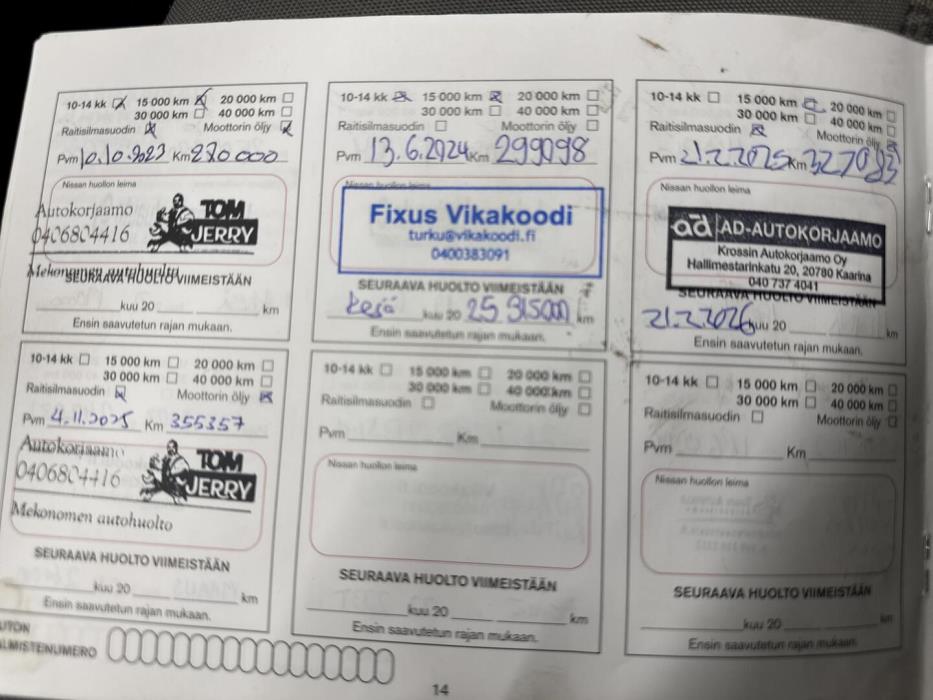 10-14 kk ☒ 15 000 km ☒ 20 000 km ☐
30 000 km ☐ 40 000 km ☐
Raitisilmasuodin ☒ Moottorin öljy ☒
Pvm 10.10.2023 Km 270.000
Nissan huollon leima
Autokorjaamo
0406804416
TOM
JERRY
Mekonomen autohuolto
SEURAAVA HUOLTO VIIMEISTÄÄN
kuu 20 km
Ensin saavutetun rajan mukaan.
10-14 kk ☒ 15 000 km ☒ 20 000 km ☐
30 000 km ☐ 40 000 km ☐
Raitisilmasuodin ☐ Moottorin öljy ☐
Pvm 13.6.2024 Km 299098
Nissan huollon leima
Fixus Vikakoodi
turku@vikakoodi.fi
0400383091
SEURAAVA HUOLTO VIIMEISTÄÄN
Kesä kuu 20 25 315000 km
Ensin saavutetun rajan mukaan.
10-14 kk ☐ 15 000 km ☐ 20 000 km ☐
30 000 km ☐ 40 000 km ☐
Raitisilmasuodin ☒ Moottorin öljy ☒
Pvm 21.2.2025 Km 327083
Nissan huollon leima
ad AD-AUTOKORJAAMO
Krossin Autokorjaamo Oy
Hallimestarinkatu 20, 20780 Kaarina
040 737 4041
SEURAAVA HUOLTO VIIMEISTÄÄN
21.2.2026 kuu 20 km
Ensin saavutetun rajan mukaan.
10-14 kk ☐ 15 000 km ☐ 20 000 km ☐
30 000 km ☐ 40 000 km ☐
Raitisilmasuodin ☒ Moottorin öljy ☒
Pvm 4.11.2025 Km 355357
Autokorjaamo
0406804416
TOM
JERRY
Mekonomen autohuolto
SEURAAVA HUOLTO VIIMEISTÄÄN
kuu 20 km
Ensin saavutetun rajan mukaan.
10-14 kk ☐ 15 000 km ☐ 20 000 km ☐
30 000 km ☐ 40 000 km ☐
Raitisilmasuodin ☐ Moottorin öljy ☐
Pvm Km
Nissan huollon leima
SEURAAVA HUOLTO VIIMEISTÄÄN
kuu 20 km
Ensin saavutetun rajan mukaan.
10-14 kk ☐ 15 000 km ☐ 20 000 km ☐
30 000 km ☐ 40 000 km ☐
Raitisilmasuodin ☐ Moottorin öljy ☐
Pvm Km
Nissan huollon leima
SEURAAVA HUOLTO VIIMEISTÄÄN
kuu 20 km
Ensin saavutetun rajan mukaan.
UTON
ALMISTENUMERO
14